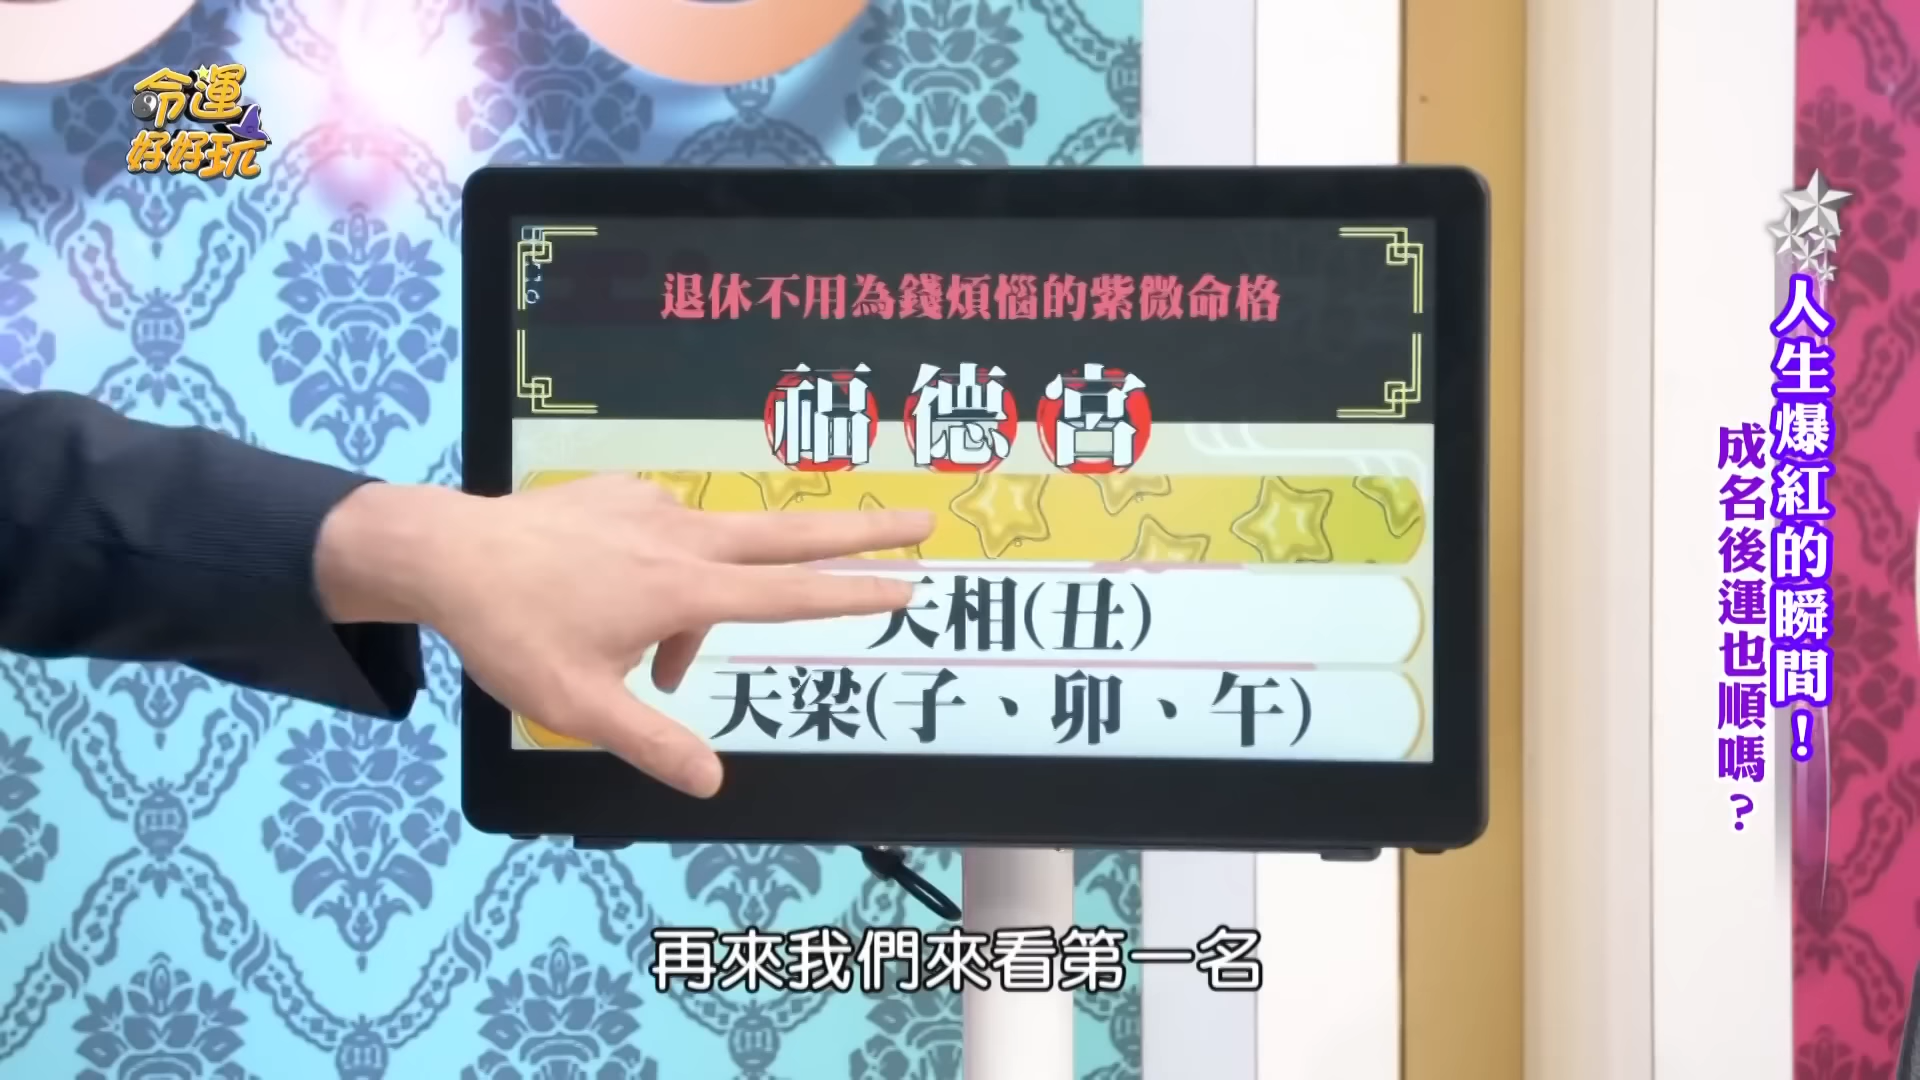 命運
好好玩
退休不用為錢煩惱的紫微命格
福德宮
天相(丑)
天梁(子、卯、午)
人生爆紅的瞬間！
成名後運也順嗎？
再來我們來看第一名